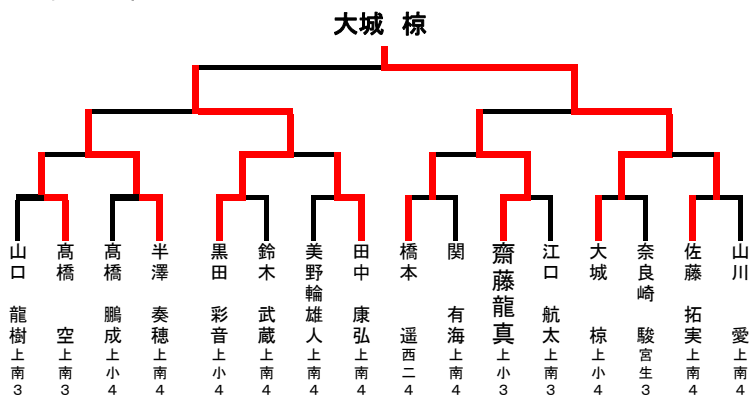 大城 椋
山口 龍樹上南3
髙橋 空上南3
髙橋 鵬成上小4
半澤 奏穂上南4
黒田 彩音上小4
鈴木 武蔵上南4
美野輪雄人上南4
田中 康弘上南4
橋本 遥西二4
関 有海上南4
齋藤龍真上小3
江口 航太上南3
大城 椋上小4
奈良崎 駿宮生3
佐藤 拓実上南4
山川 愛上南4